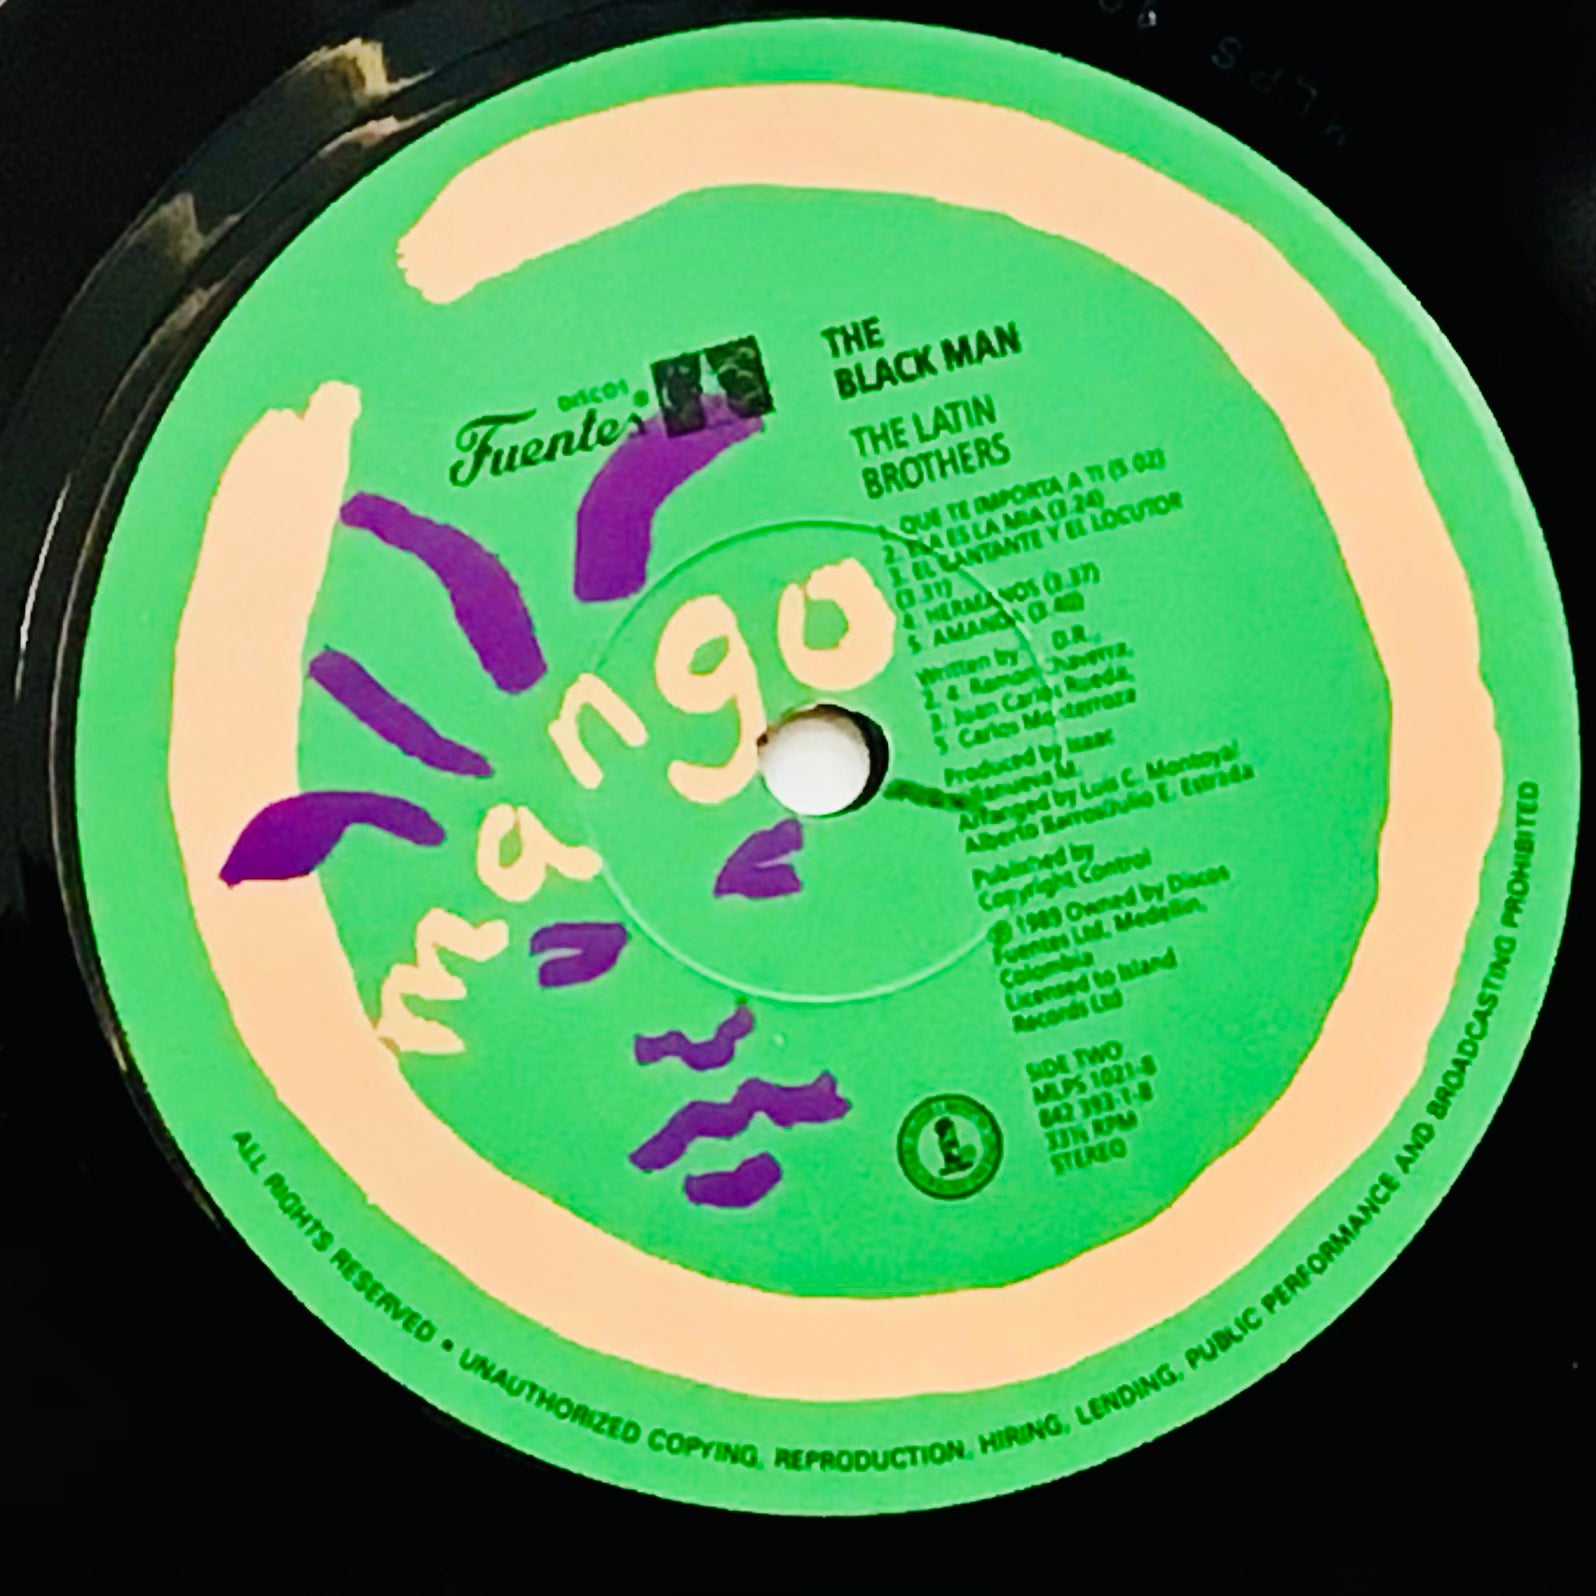 DISCOS
Fuentes
THE
BLACK MAN
THE LATIN
BROTHERS
1. QUE TE IMPORTA A TI (5.02)
2. ELA ES LA MIA (7.24)
3. EL CANTANTE Y EL LOCUTOR
(3.31)
4. HERMANOS (3.37)
5. AMANDA (3.40)
Written by D.R.,
2, 4. Ramon Chaverra,
3. Juan Carlos Rueda,
5. Carlos Monterroza
Produced by Isaac
Villanueva M.
Arranged by Luis C. Montoya/
Alberto Barros/Julio E. Estrada
Published by
Copyright Control
℗ 1989 Owned by Discos
Fuentes Ltd, Medellin,
Colombia
Licensed to Island
Records Ltd
SIDE TWO
MLPS 1021-B
842 393-1-B
33⅓ RPM
STEREO
mango
ALL RIGHTS RESERVED • UNAUTHORIZED COPYING, REPRODUCTION, HIRING, LENDING, PUBLIC PERFORMANCE AND BROADCASTING PROHIBITED
MLPS